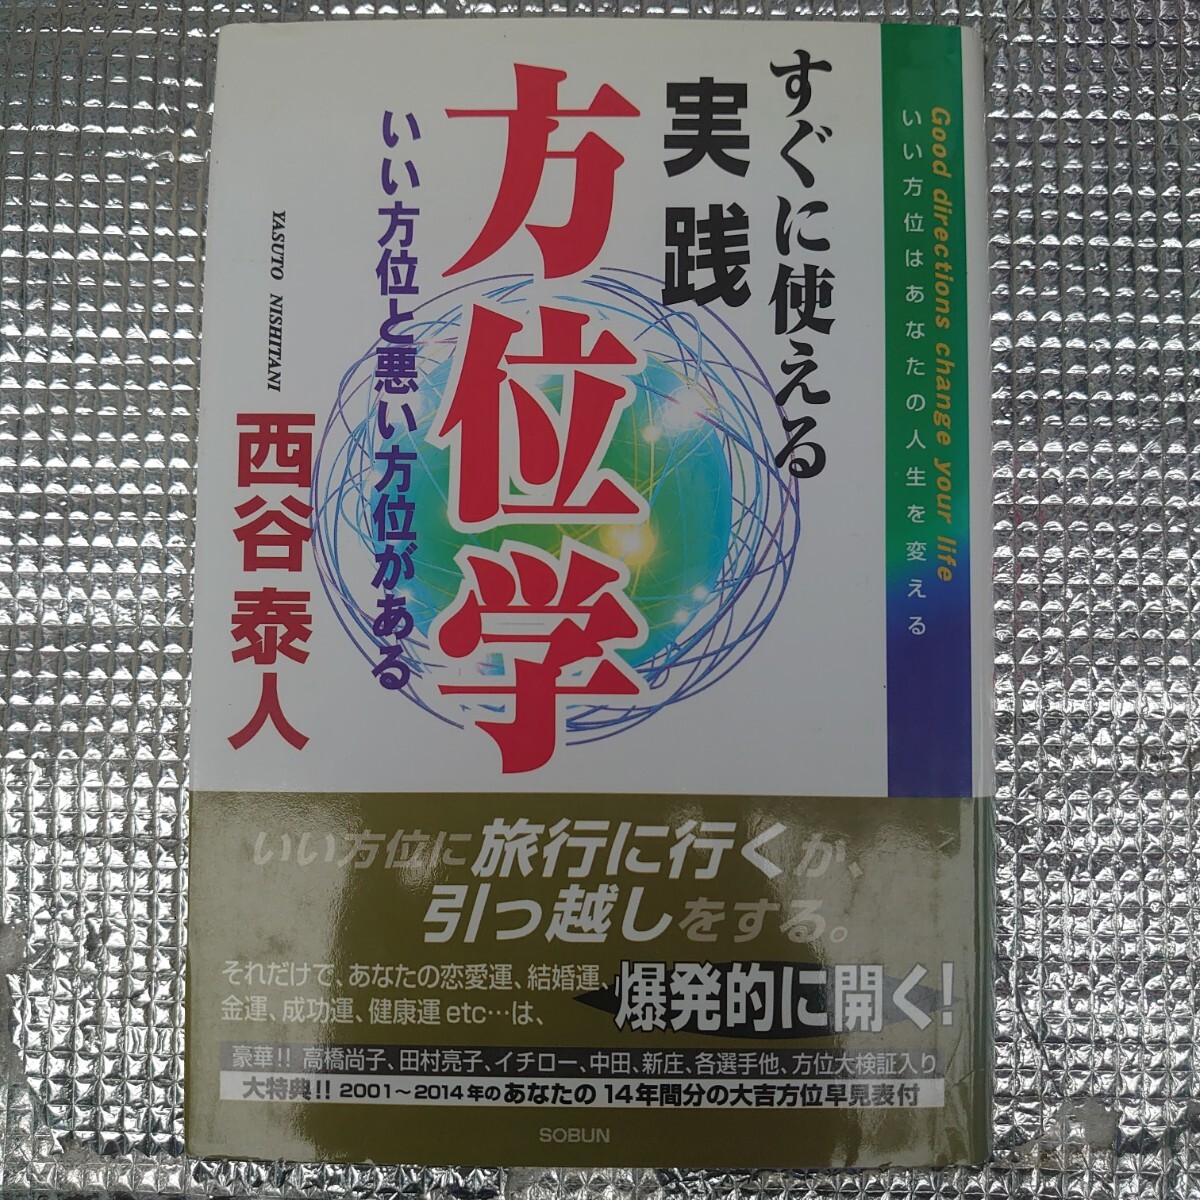 Good directions change your life
いい方位はあなたの人生を変える
すぐに使える
実践
方位学
いい方位と悪い方位がある
YASUTO NISHITANI
西谷泰人
いい方位に旅行に行くか、
引っ越しをする。
それだけで、あなたの恋愛運、結婚運、
金運、成功運、健康運etc…は、
爆発的に開く!
豪華!! 高橋尚子、田村亮子、イチロー、中田、新庄、各選手他、方位大検証入り
大特典!! 2001〜2014年のあなたの14年間分の大吉方位早見表付
SOBUN